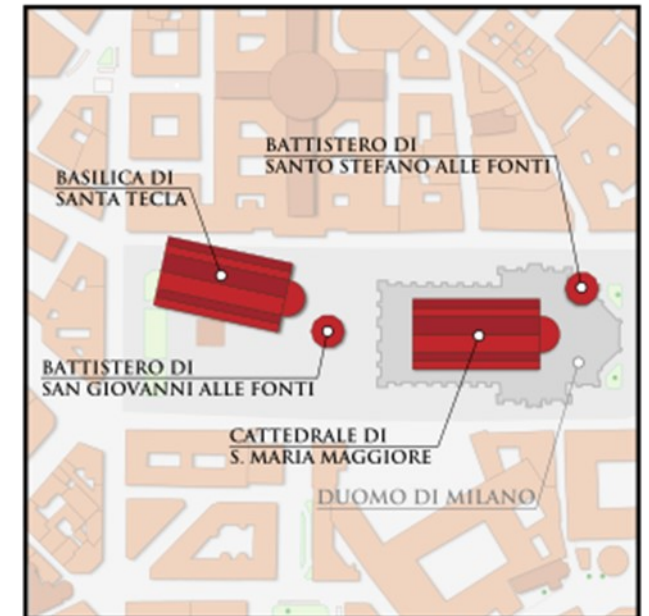 BATTISTERO DI
SANTO STEFANO ALLE FONTI
BASILICA DI
SANTA TECLA
BATTISTERO DI
SAN GIOVANNI ALLE FONTI
CATTEDRALE DI
S. MARIA MAGGIORE
DUOMO DI MILANO